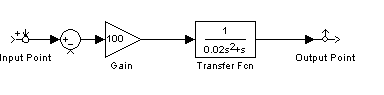 100
1
0.02s²+s
Input Point
Gain
Transfer Fcn
Output Point